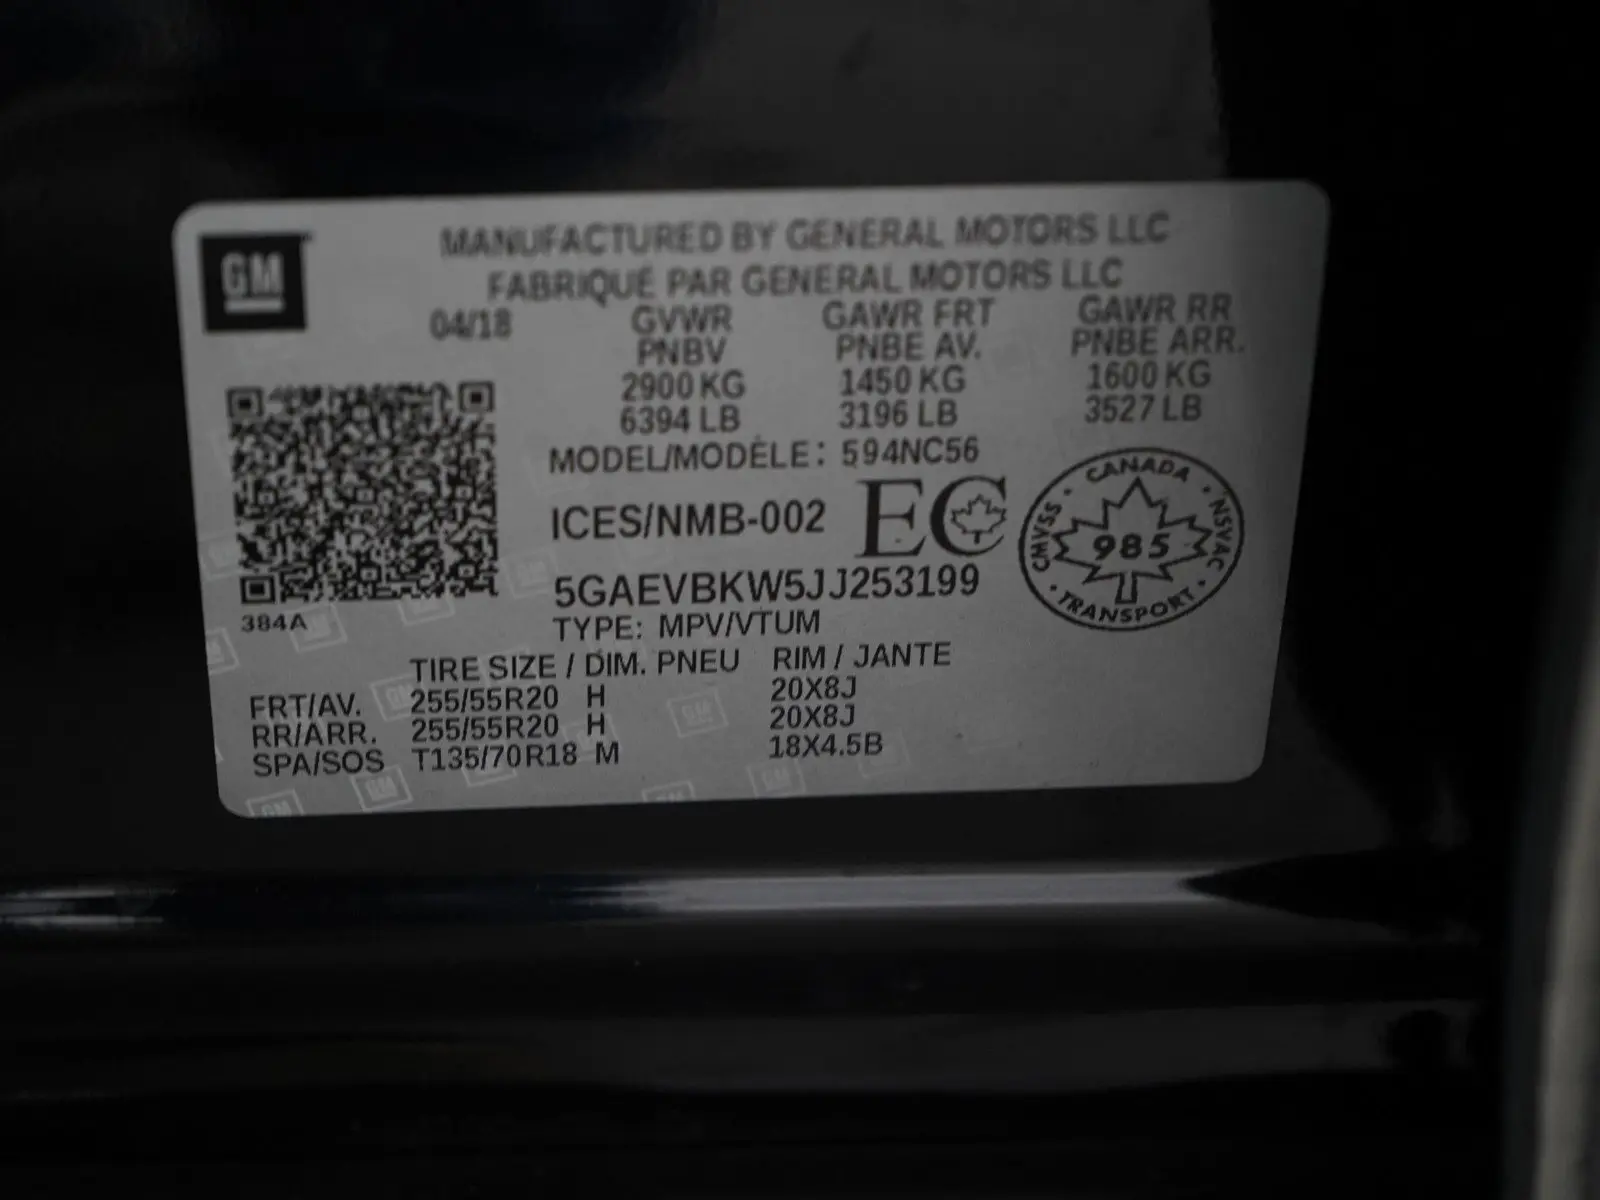 GM
MANUFACTURED BY GENERAL MOTORS LLC
FABRIQUÉ PAR GENERAL MOTORS LLC
04/18 GVWR GAWR FRT GAWR RR
PNBV PNBE AV. PNBE ARR.
2900 KG 1450 KG 1600 KG
6394 LB 3196 LB 3527 LB
MODEL/MODÈLE: 594NC56
ICES/NMB-002 EC
CANADA · NSVAC · TRANSPORT · CMVSS ·
985
5GAEVBKW5JJ253199
384A
TYPE: MPV/VTUM
TIRE SIZE / DIM. PNEU RIM / JANTE
FRT/AV. 255/55R20 H 20X8J
RR/ARR. 255/55R20 H 20X8J
SPA/SOS T135/70R18 M 18X4.5B